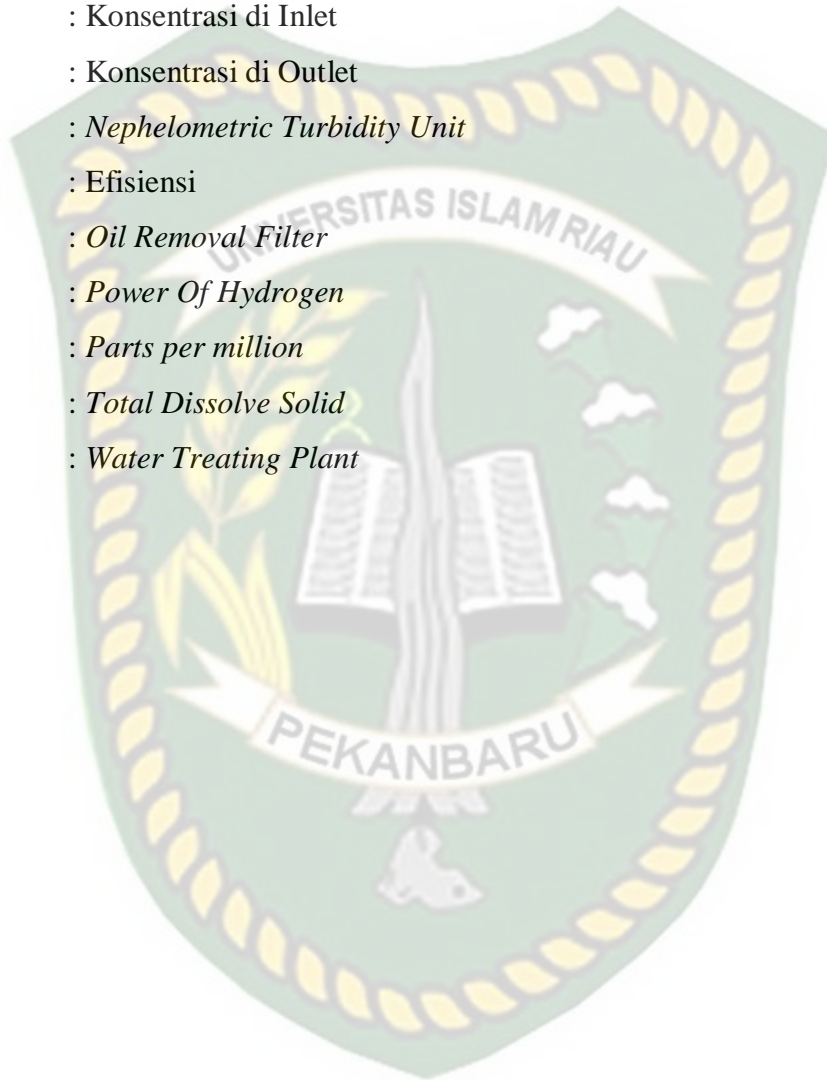 : Konsentrasi di Inlet
: Konsentrasi di Outlet
: Nephelometric Turbidity Unit
: Efisiensi
: Oil Removal Filter
: Power Of Hydrogen
: Parts per million
: Total Dissolve Solid
: Water Treating Plant
UNIVERSITAS ISLAM RIAU
PEKANBARU